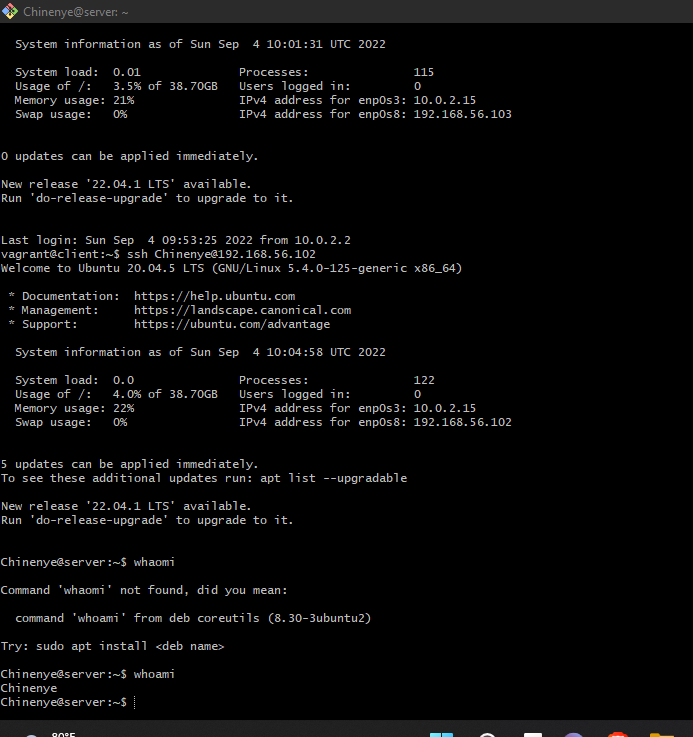 Chinenye@server: ~
System information as of Sun Sep  4 10:01:31 UTC 2022
System load:  0.01               Processes:               115
Usage of /:   3.5% of 38.70GB   Users logged in:         0
Memory usage: 21%               IPv4 address for enp0s3: 10.0.2.15
Swap usage:   0%                IPv4 address for enp0s8: 192.168.56.103
0 updates can be applied immediately.
New release '22.04.1 LTS' available.
Run 'do-release-upgrade' to upgrade to it.
Last login: Sun Sep  4 09:53:25 2022 from 10.0.2.2
vagrant@client:~$ ssh Chinenye@192.168.56.102
Welcome to Ubuntu 20.04.5 LTS (GNU/Linux 5.4.0-125-generic x86_64)
* Documentation:  https://help.ubuntu.com
* Management:     https://landscape.canonical.com
* Support:        https://ubuntu.com/advantage
System information as of Sun Sep  4 10:04:58 UTC 2022
System load:  0.0               Processes:               122
Usage of /:   4.0% of 38.70GB   Users logged in:         0
Memory usage: 22%               IPv4 address for enp0s3: 10.0.2.15
Swap usage:   0%                IPv4 address for enp0s8: 192.168.56.102
5 updates can be applied immediately.
To see these additional updates run: apt list --upgradable
New release '22.04.1 LTS' available.
Run 'do-release-upgrade' to upgrade to it.
Chinenye@server:~$ whaomi
Command 'whaomi' not found, did you mean:
command 'whoami' from deb coreutils (8.30-3ubuntu2)
Try: sudo apt install <deb name>
Chinenye@server:~$ whoami
Chinenye
Chinenye@server:~$
80°F